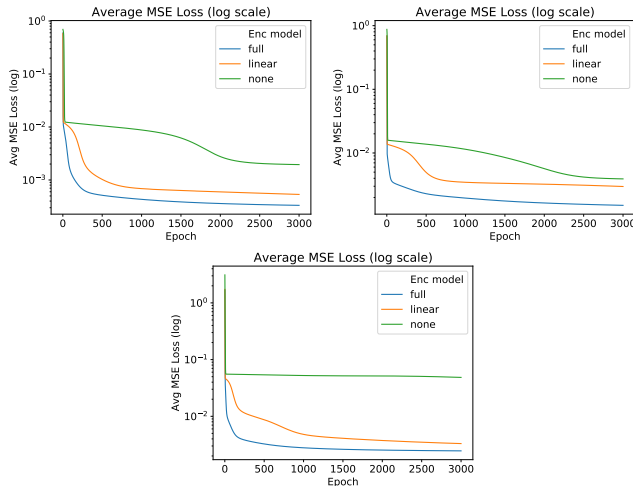 Average MSE Loss (log scale)
Avg MSE Loss (log)
10⁰
10⁻¹
10⁻²
10⁻³
Enc model
full
linear
none
0 500 1000 1500 2000 2500 3000
Epoch
Average MSE Loss (log scale)
Avg MSE Loss (log)
10⁰
10⁻¹
10⁻²
Enc model
full
linear
none
0 500 1000 1500 2000 2500 3000
Epoch
Average MSE Loss (log scale)
Avg MSE Loss (log)
10⁰
10⁻¹
10⁻²
Enc model
full
linear
none
0 500 1000 1500 2000 2500 3000
Epoch